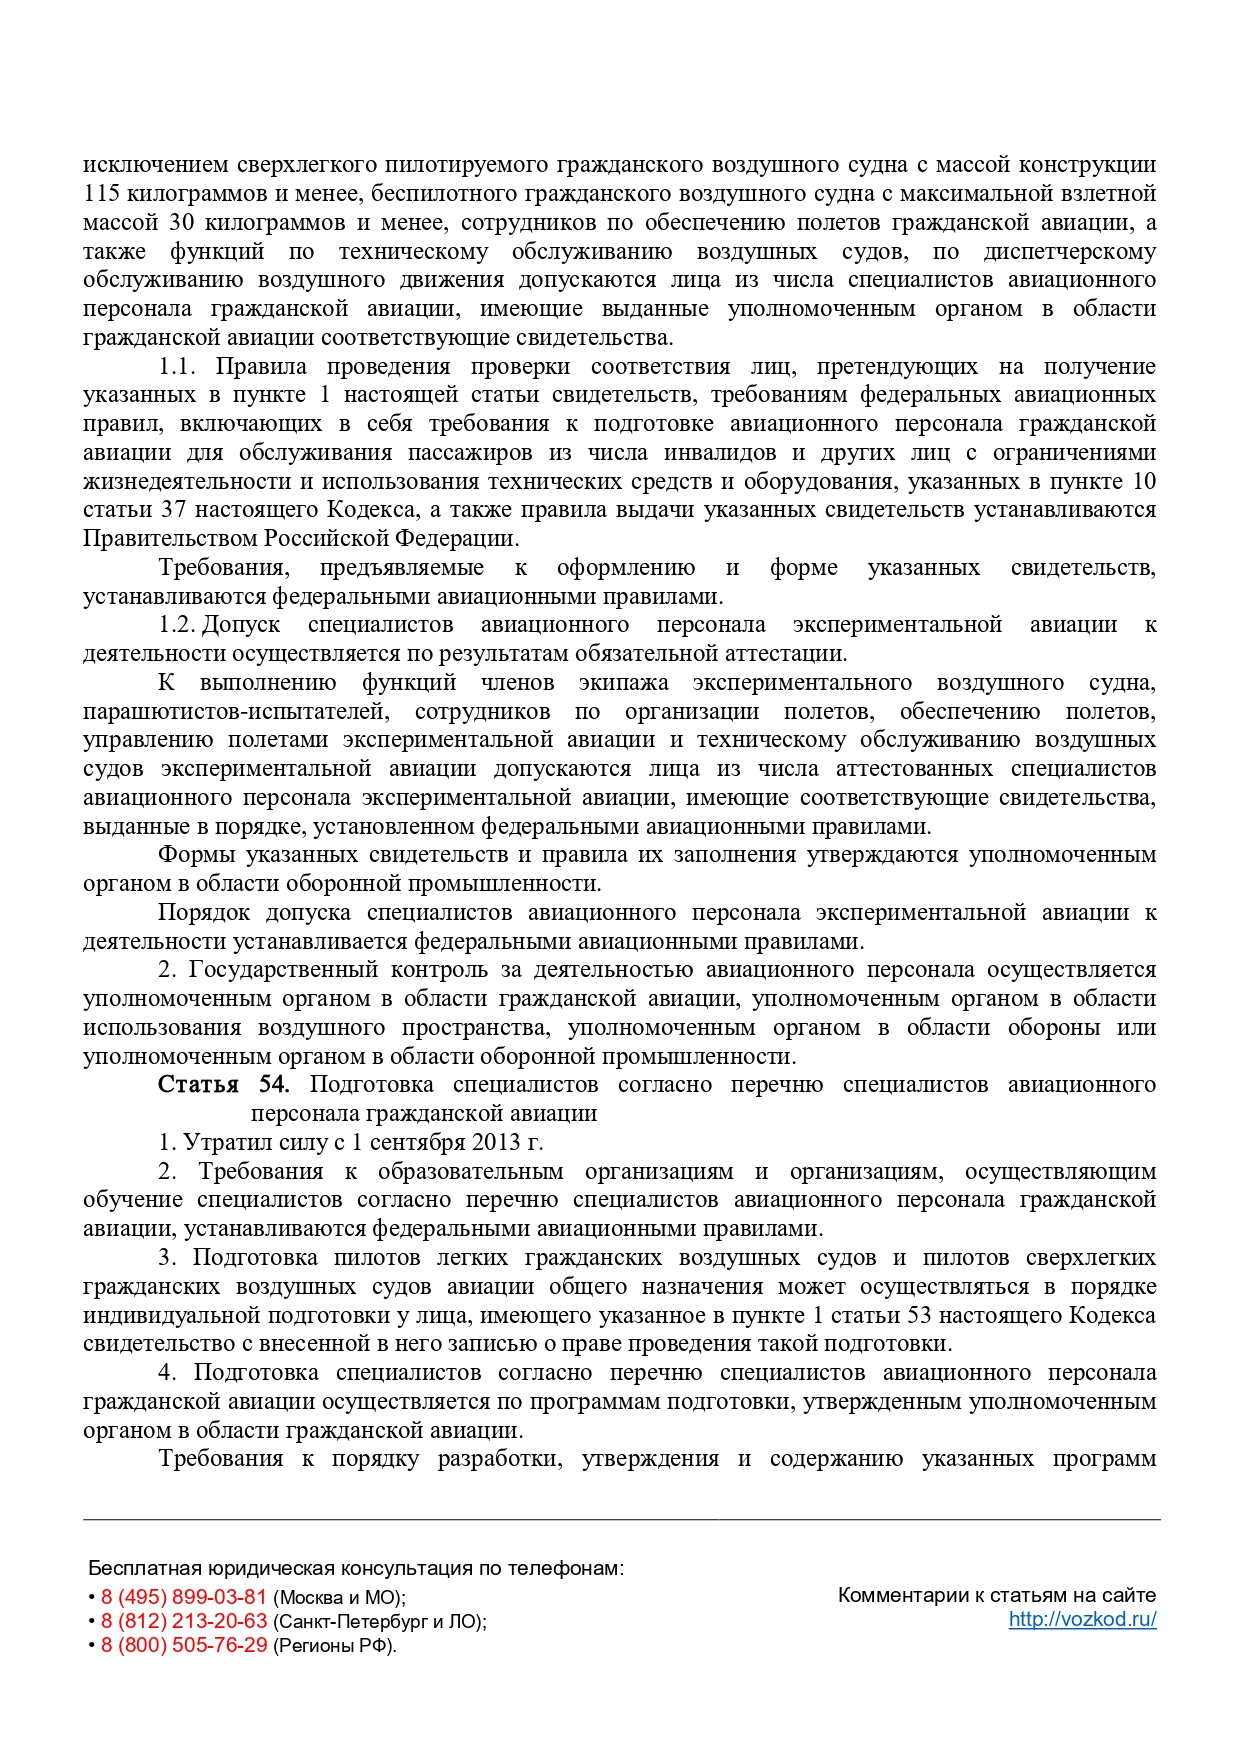 исключением сверхлегкого пилотируемого гражданского воздушного судна с массой конструкции
115 килограммов и менее, беспилотного гражданского воздушного судна с максимальной взлетной
массой 30 килограммов и менее, сотрудников по обеспечению полетов гражданской авиации, а
также функций по техническому обслуживанию воздушных судов, по диспетчерскому
обслуживанию воздушного движения допускаются лица из числа специалистов авиационного
персонала гражданской авиации, имеющие выданные уполномоченным органом в области
гражданской авиации соответствующие свидетельства.
1.1. Правила проведения проверки соответствия лиц, претендующих на получение
указанных в пункте 1 настоящей статьи свидетельств, требованиям федеральных авиационных
правил, включающих в себя требования к подготовке авиационного персонала гражданской
авиации для обслуживания пассажиров из числа инвалидов и других лиц с ограничениями
жизнедеятельности и использования технических средств и оборудования, указанных в пункте 10
статьи 37 настоящего Кодекса, а также правила выдачи указанных свидетельств устанавливаются
Правительством Российской Федерации.
Требования, предъявляемые к оформлению и форме указанных свидетельств,
устанавливаются федеральными авиационными правилами.
1.2. Допуск специалистов авиационного персонала экспериментальной авиации к
деятельности осуществляется по результатам обязательной аттестации.
К выполнению функций членов экипажа экспериментального воздушного судна,
парашютистов-испытателей, сотрудников по организации полетов, обеспечению полетов,
управлению полетами экспериментальной авиации и техническому обслуживанию воздушных
судов экспериментальной авиации допускаются лица из числа аттестованных специалистов
авиационного персонала экспериментальной авиации, имеющие соответствующие свидетельства,
выданные в порядке, установленном федеральными авиационными правилами.
Формы указанных свидетельств и правила их заполнения утверждаются уполномоченным
органом в области оборонной промышленности.
Порядок допуска специалистов авиационного персонала экспериментальной авиации к
деятельности устанавливается федеральными авиационными правилами.
2. Государственный контроль за деятельностью авиационного персонала осуществляется
уполномоченным органом в области гражданской авиации, уполномоченным органом в области
использования воздушного пространства, уполномоченным органом в области обороны или
уполномоченным органом в области оборонной промышленности.
Статья 54. Подготовка специалистов согласно перечню специалистов авиационного
персонала гражданской авиации
1. Утратил силу с 1 сентября 2013 г.
2. Требования к образовательным организациям и организациям, осуществляющим
обучение специалистов согласно перечню специалистов авиационного персонала гражданской
авиации, устанавливаются федеральными авиационными правилами.
3. Подготовка пилотов легких гражданских воздушных судов и пилотов сверхлегких
гражданских воздушных судов авиации общего назначения может осуществляться в порядке
индивидуальной подготовки у лица, имеющего указанное в пункте 1 статьи 53 настоящего Кодекса
свидетельство с внесенной в него записью о праве проведения такой подготовки.
4. Подготовка специалистов согласно перечню специалистов авиационного персонала
гражданской авиации осуществляется по программам подготовки, утвержденным уполномоченным
органом в области гражданской авиации.
Требования к порядку разработки, утверждения и содержанию указанных программ
Бесплатная юридическая консультация по телефонам:
• 8 (495) 899-03-81 (Москва и МО);
• 8 (812) 213-20-63 (Санкт-Петербург и ЛО);
• 8 (800) 505-76-29 (Регионы РФ).
Комментарии к статьям на сайте
http://vozkod.ru/